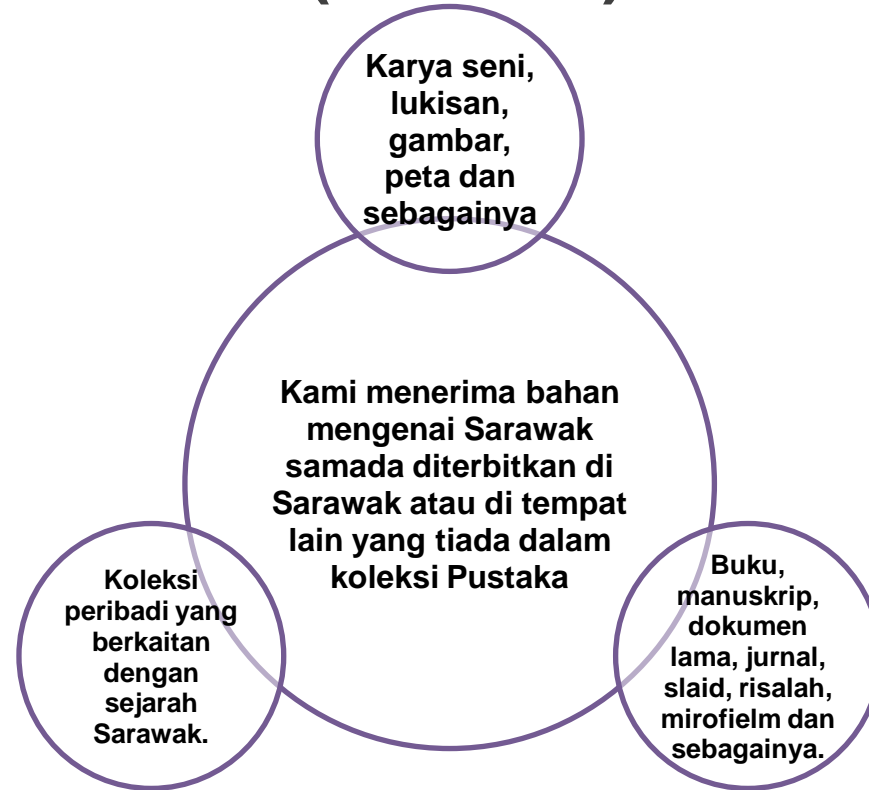 Karya seni,
lukisan,
gambar,
peta dan
sebagainya
Kami menerima bahan
mengenai Sarawak
samada diterbitkan di
Sarawak atau di tempat
lain yang tiada dalam
koleksi Pustaka
Koleksi
peribadi yang
berkaitan
dengan
sejarah
Sarawak.
Buku,
manuskrip,
dokumen
lama, jurnal,
slaid, risalah,
mirofielm dan
sebagainya.